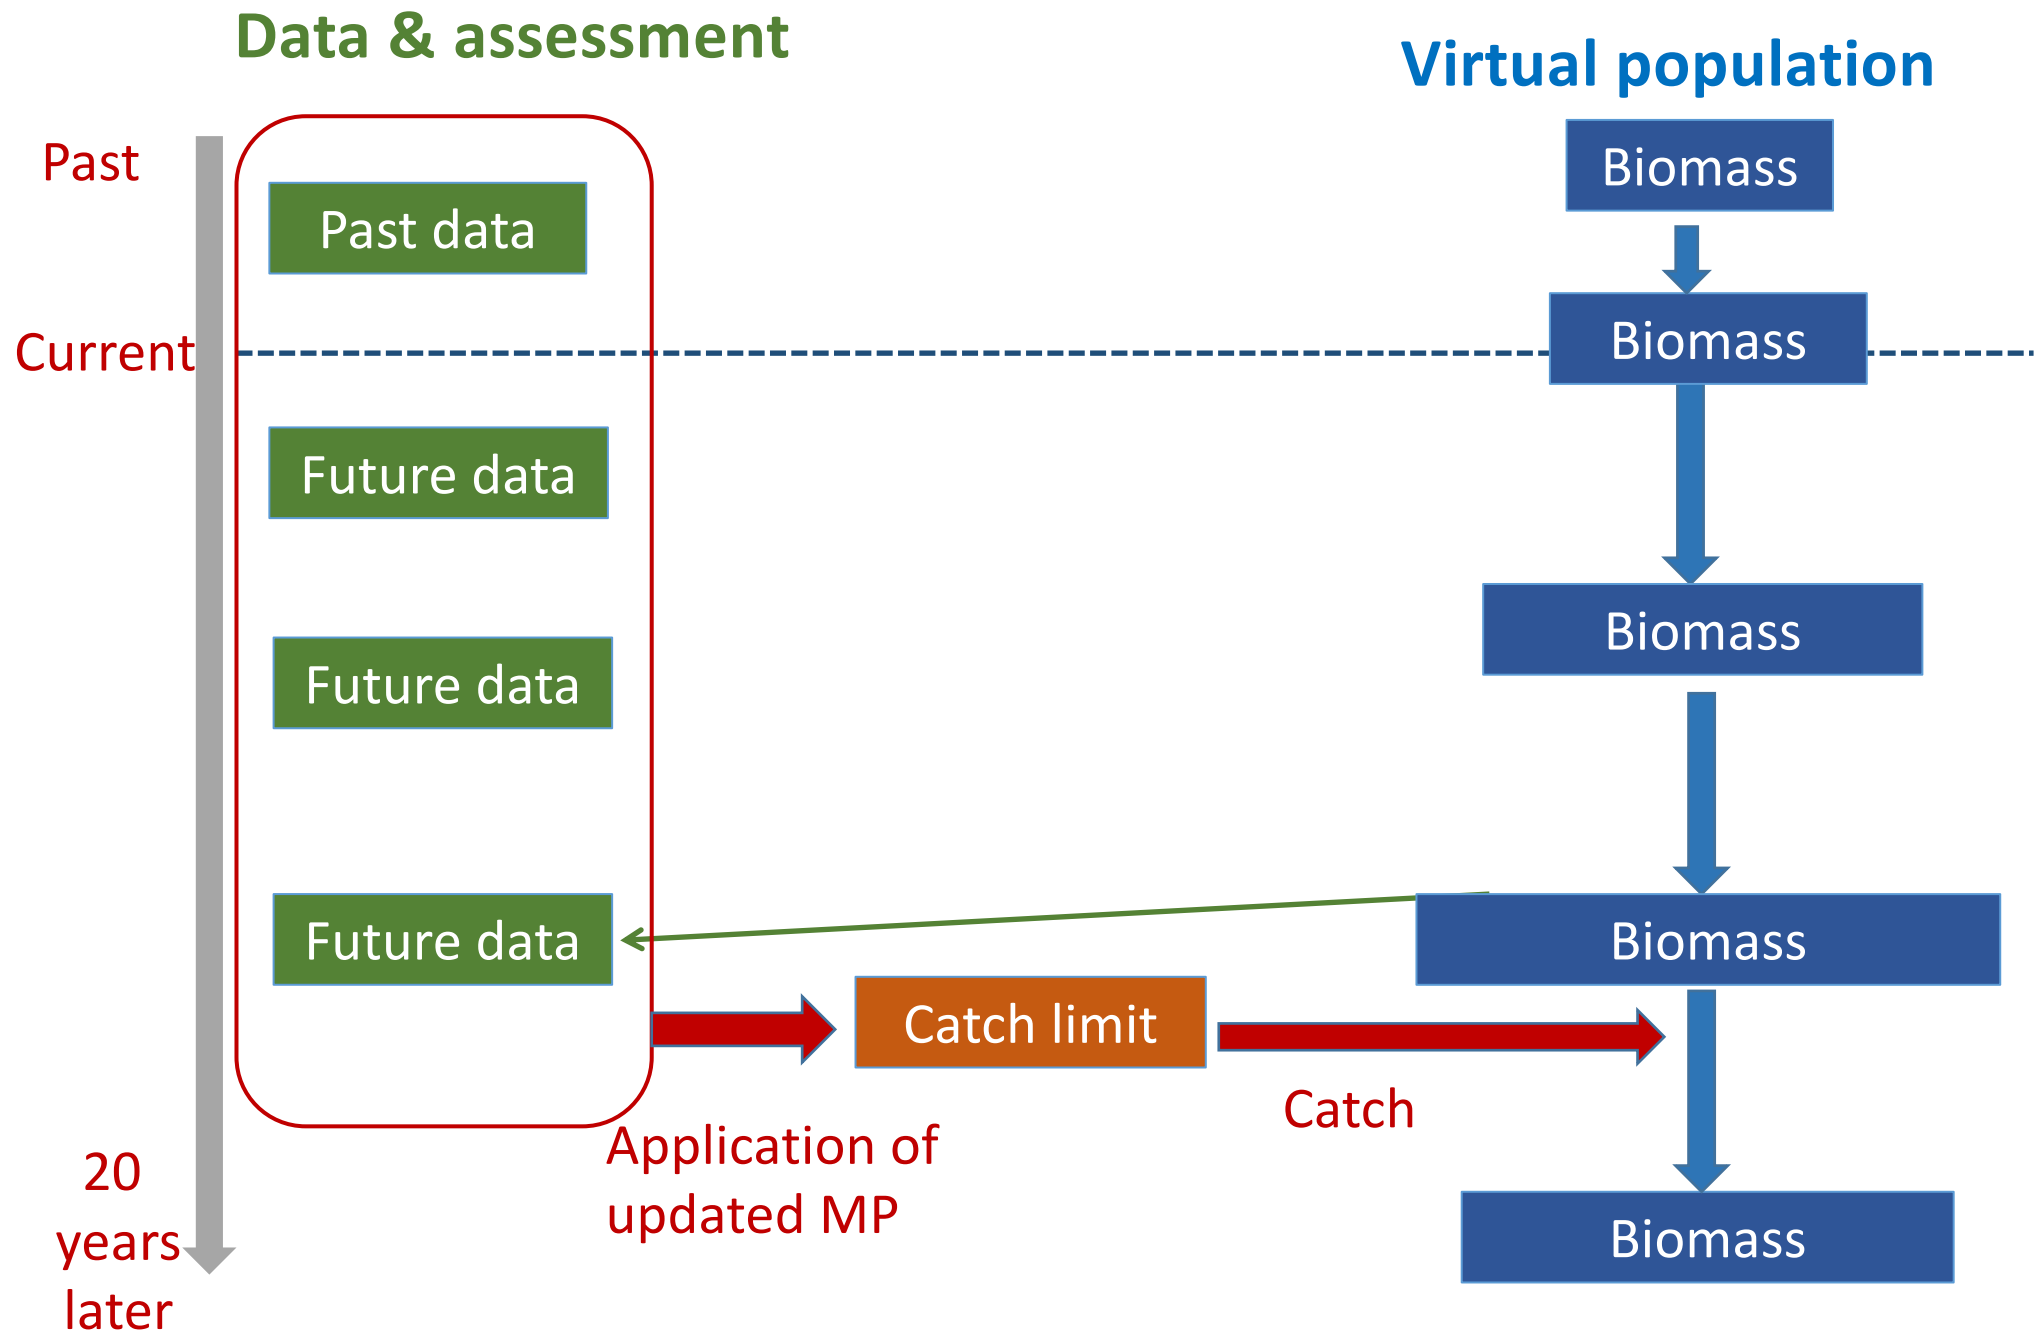 Data & assessment
Virtual population
Past
Biomass
Past data
Current
Biomass
Future data
Biomass
Future data
Future data
Biomass
Catch limit
Catch
Application of
updated MP
20
years
later
Biomass